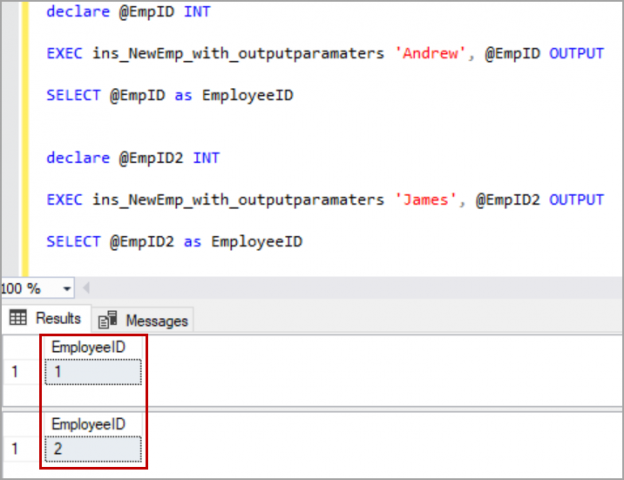 declare @EmpID INT
EXEC ins_NewEmp_with_outputparamaters 'Andrew', @EmpID OUTPUT
SELECT @EmpID as EmployeeID
declare @EmpID2 INT
EXEC ins_NewEmp_with_outputparamaters 'James', @EmpID2 OUTPUT
SELECT @EmpID2 as EmployeeID
100 %
Results Messages
EmployeeID
1 1
EmployeeID
1 2